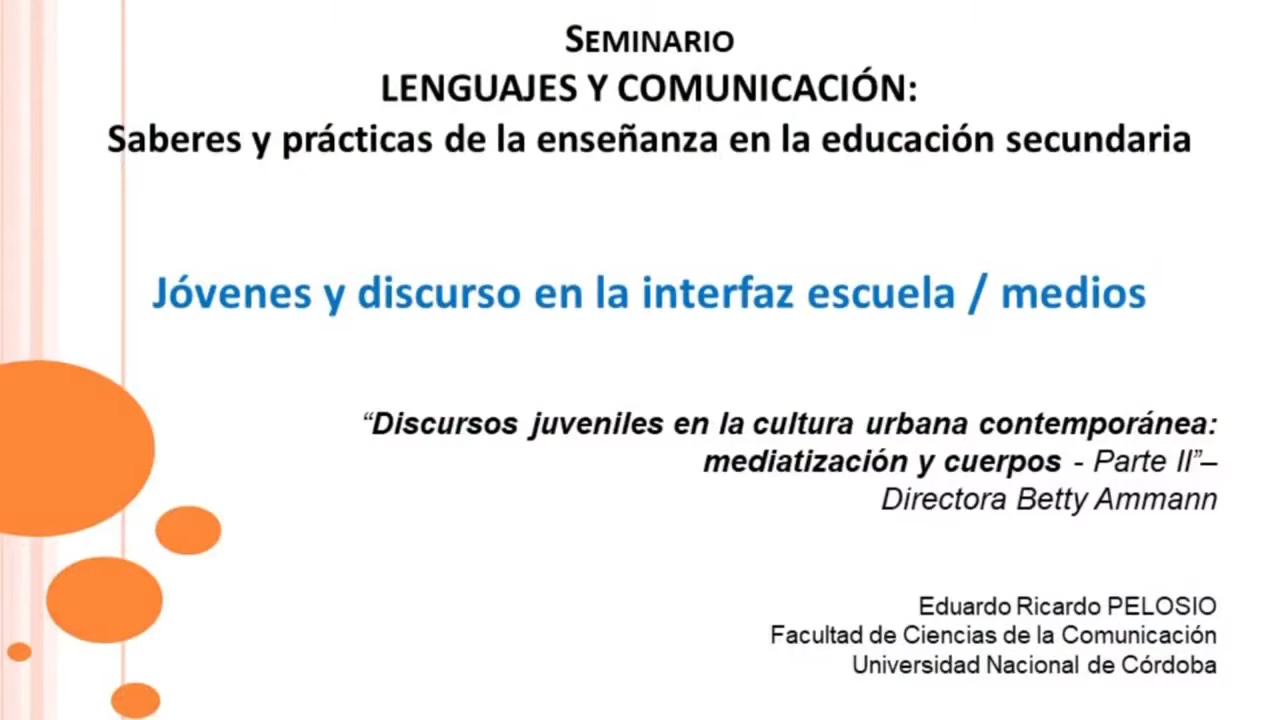 SEMINARIO
LENGUAJES Y COMUNICACIÓN:
Saberes y prácticas de la enseñanza en la educación secundaria
Jóvenes y discurso en la interfaz escuela / medios
“Discursos juveniles en la cultura urbana contemporánea:
mediatización y cuerpos - Parte II”–
Directora Betty Ammann
Eduardo Ricardo PELOSIO
Facultad de Ciencias de la Comunicación
Universidad Nacional de Córdoba